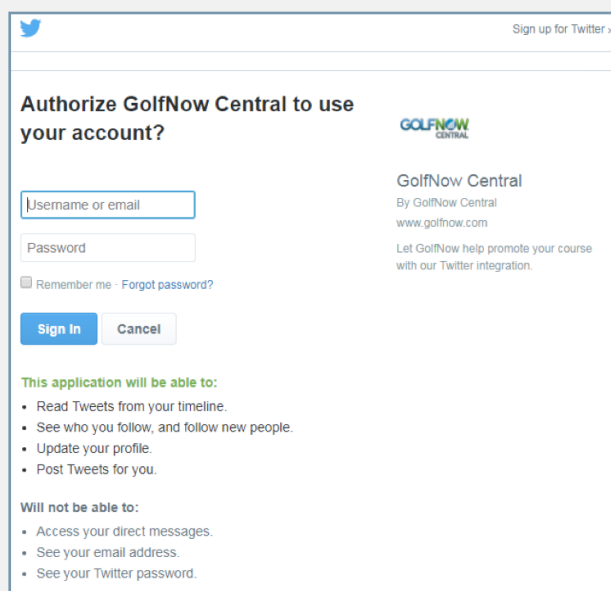 Sign up for Twitter ›
Authorize GolfNow Central to use
your account?
Username or email
Password
Remember me · Forgot password?
Sign In
Cancel
This application will be able to:
• Read Tweets from your timeline.
• See who you follow, and follow new people.
• Update your profile.
• Post Tweets for you.
Will not be able to:
• Access your direct messages.
• See your email address.
• See your Twitter password.
GOLFNOW
CENTRAL
GolfNow Central
By GolfNow Central
www.golfnow.com
Let GolfNow help promote your course
with our Twitter integration.